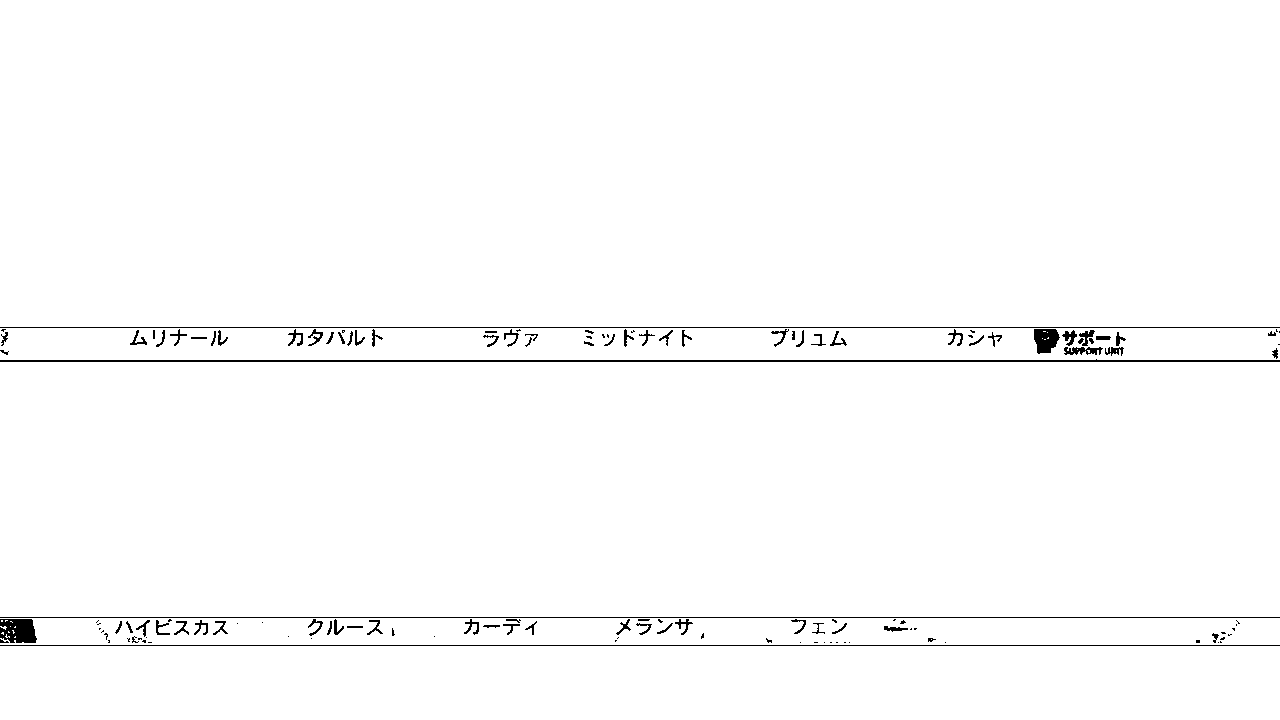 ムリナール カタパルト ラヴァ ミッドナイト プリュム カシャ サポート
SUPPORT UNIT
ハイビスカス クルース カーディ メランサ フェン